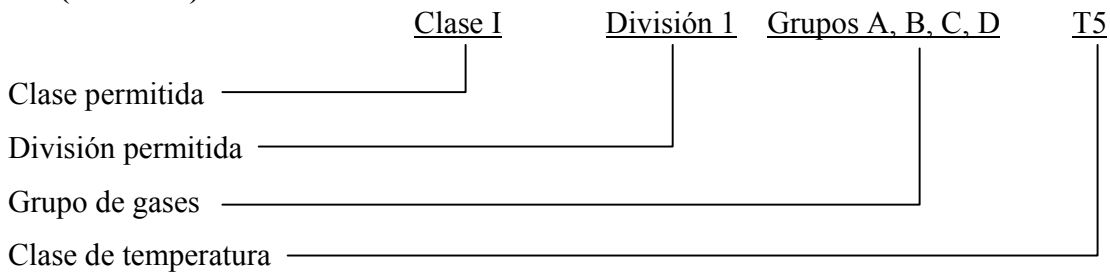 Clase I División 1 Grupos A, B, C, D T5
Clase permitida
División permitida
Grupo de gases
Clase de temperatura